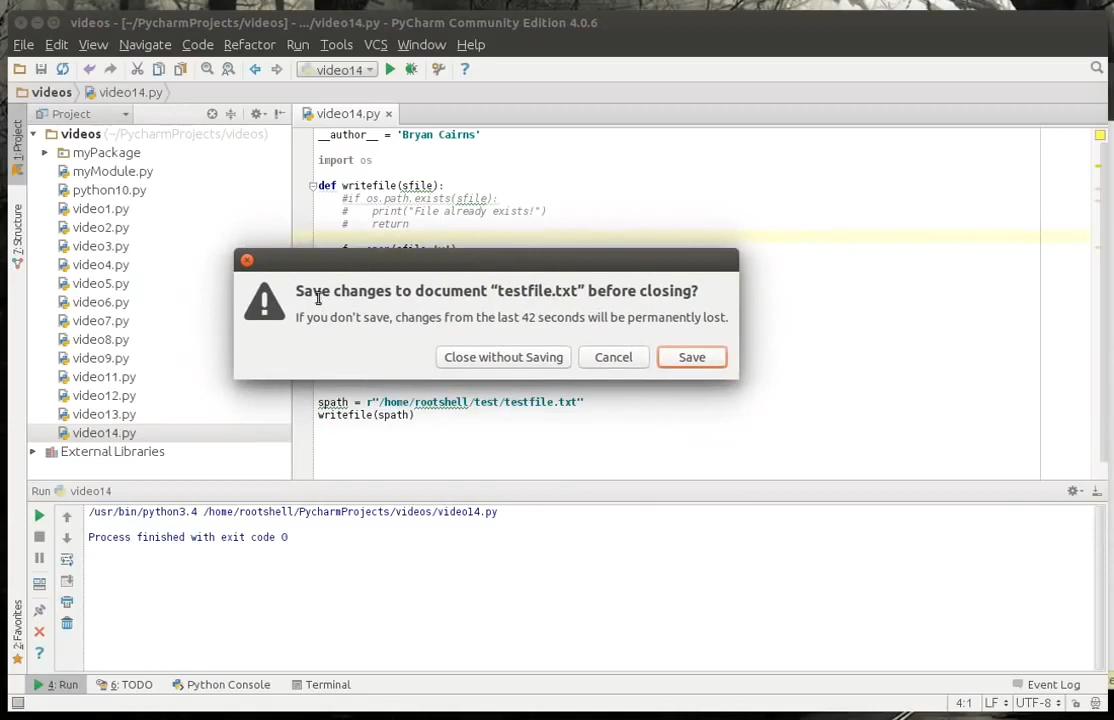 videos - [~/PycharmProjects/videos] - .../video14.py - PyCharm Community Edition 4.0.6
File Edit View Navigate Code Refactor Run Tools VCS Window Help
video14
videos video14.py
Project
video14.py
1: Project
7: Structure
2: Favorites
videos (~/PycharmProjects/videos)
myPackage
myModule.py
python10.py
video1.py
video2.py
video3.py
video4.py
video5.py
video6.py
video7.py
video8.py
video9.py
video11.py
video12.py
video13.py
video14.py
External Libraries
__author__ = 'Bryan Cairns'
import os
def writefile(sfile):
#if os.path.exists(sfile):
#    print("File already exists!")
#    return
Save changes to document “testfile.txt” before closing?
If you don't save, changes from the last 42 seconds will be permanently lost.
Close without Saving Cancel Save
spath = r"/home/rootshell/test/testfile.txt"
writefile(spath)
Run video14
/usr/bin/python3.4 /home/rootshell/PycharmProjects/videos/video14.py
Process finished with exit code 0
4: Run 6: TODO Python Console Terminal Event Log
4:1 LF UTF-8